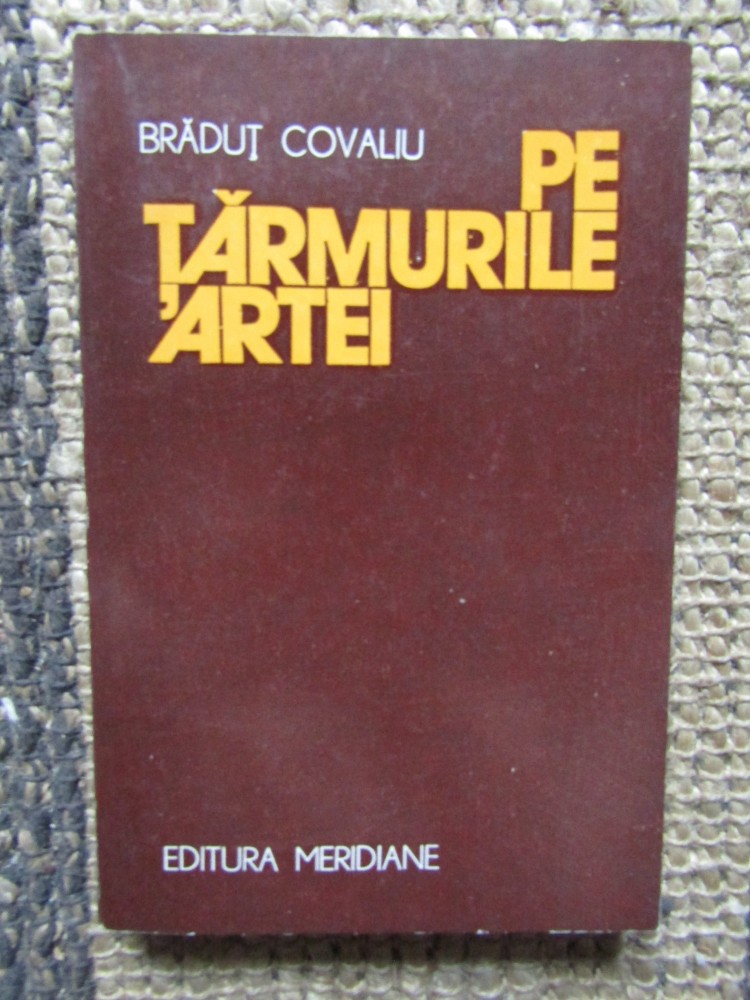 BRĂDUŢ COVALIU
PE
ŢĂRMURILE
ARTEI
EDITURA MERIDIANE